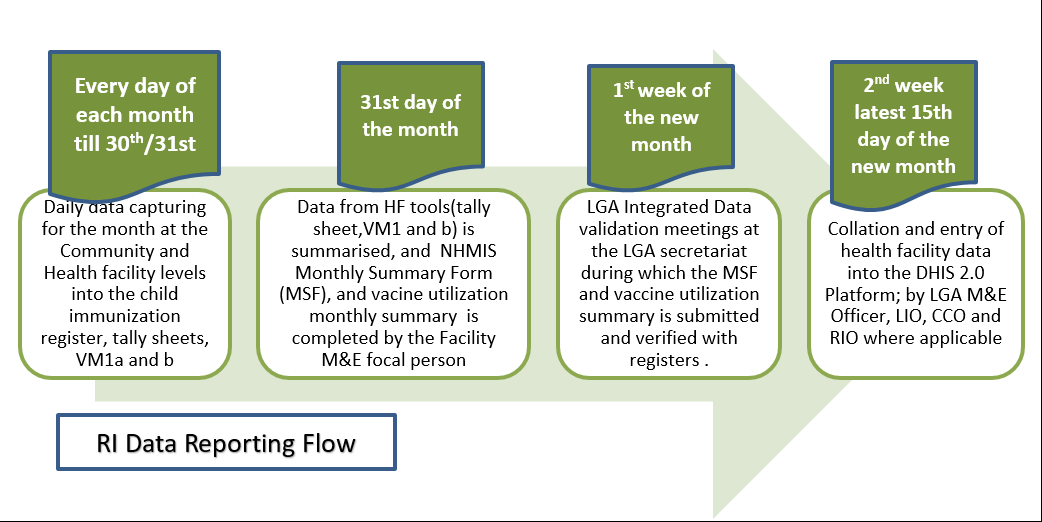 Every day of
each month
till 30th/31st
Daily data capturing
for the month at the
Community and
Health facility levels
into the child
immunization
register, tally sheets,
VM1a and b
31st day of
the month
Data from HF tools(tally
sheet,VM1 and b) is
summarised, and NHMIS
Monthly Summary Form
(MSF), and vacine utilization
monthly summary is
completed by the Facility
M&E focal person
1st week of
the new
month
LGA Integrated Data
validation meetings at
the LGA secretariat
during which the MSF
and vaccine utilization
summary is submitted
and verified with
registers .
2nd week
latest 15th
day of the
new month
Collation and entry of
health facility data
into the DHIS 2.0
Platform; by LGA M&E
Officer, LIO, CCO and
RIO where applicable
RI Data Reporting Flow